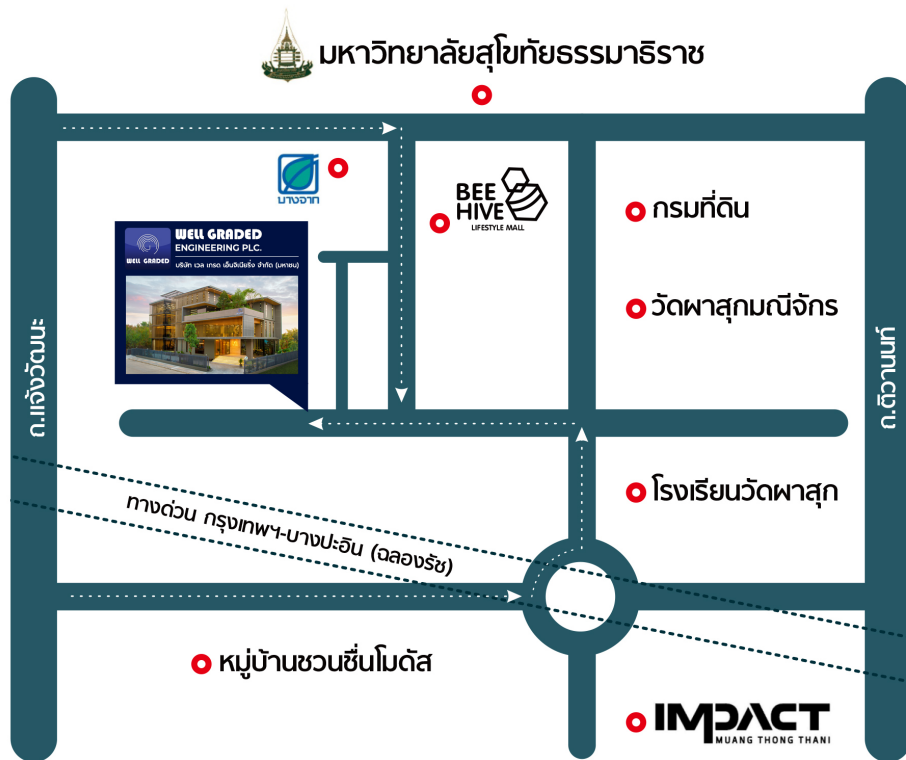 มหาวิทยาลัยสุโขทัยธรรมาธิราช
บางจาก
BEE
HIVE
LIFESTYLE MALL
กรมที่ดิน
WELL GRADED
ENGINEERING PLC.
WELL GRADED
บริษัท เวล เกรด เอ็นจิเนียริ่ง จำกัด (มหาชน)
วัดผาสุกมณีจักร
ถ.แจ้งวัฒนะ
ถ.ติวานนท์
โรงเรียนวัดผาสุก
ทางด่วน กรุงเทพฯ-บางปะอิน (ฉลองรัช)
หมู่บ้านชวนชื่นโมดัส
IMPACT
MUANG THONG THANI